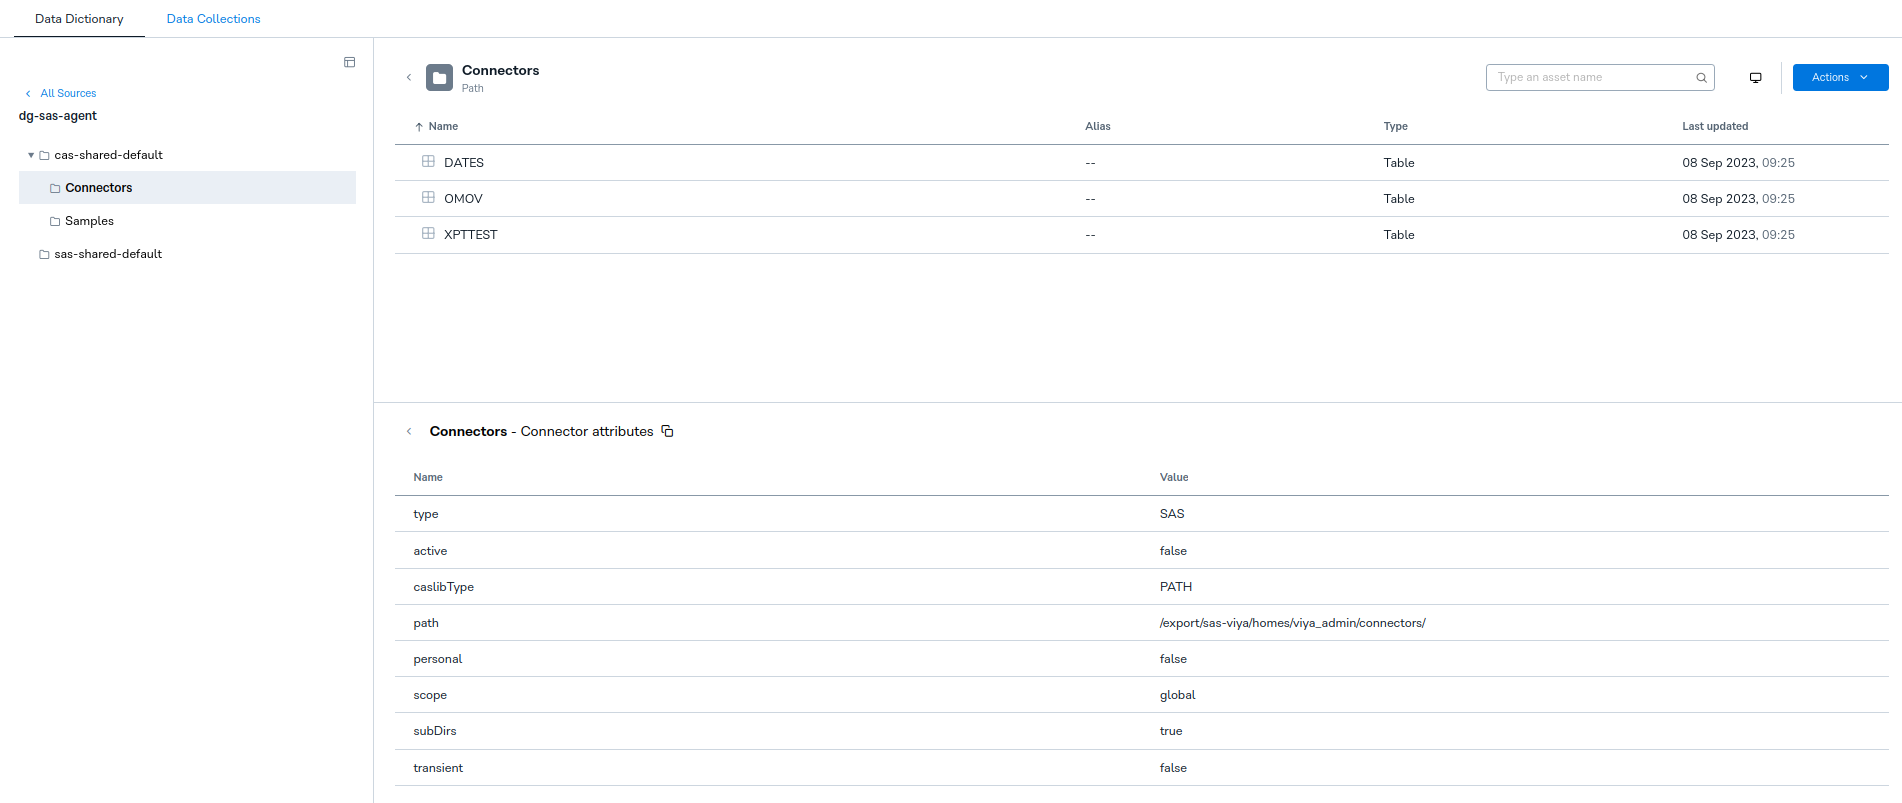 Data Dictionary Data Collections
All Sources
dg-sas-agent
cas-shared-default
Connectors
Samples
sas-shared-default
Connectors
Path
Type an asset name
Actions
Name Alias Type Last updated
DATES -- Table 08 Sep 2023, 09:25
OMOV -- Table 08 Sep 2023, 09:25
XPTTEST -- Table 08 Sep 2023, 09:25
Connectors - Connector attributes
Name Value
type SAS
active false
caslibType PATH
path /export/sas-viya/homes/viya_admin/connectors/
personal false
scope global
subDirs true
transient false